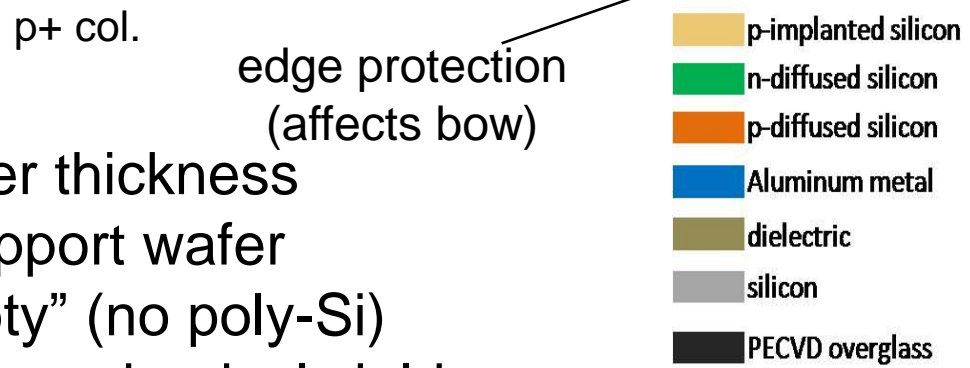 p+ col.
edge protection
(affects bow)
er thickness
pport wafer
oty” (no poly-Si)
p-implanted silicon
n-diffused silicon
p-diffused silicon
Aluminum metal
dielectric
silicon
PECVD overglass